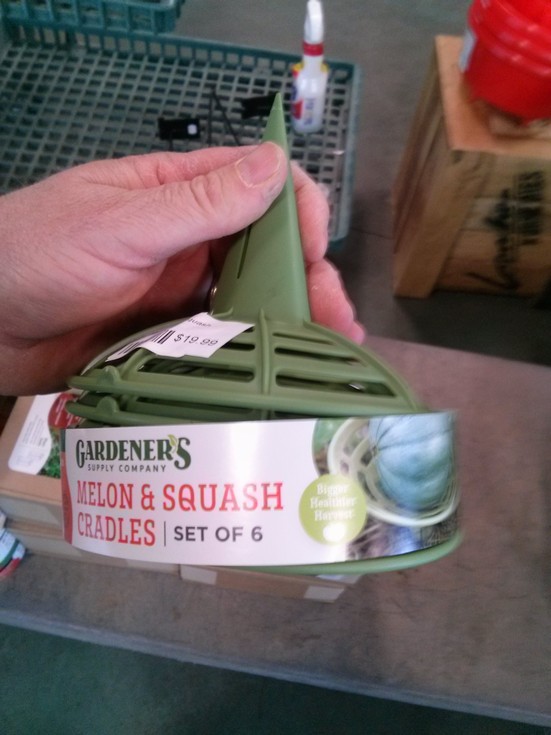 $19.99
GARDENER'S
SUPPLY COMPANY
MELON & SQUASH
CRADLES | SET OF 6
Bigger
Healthier
Harvest